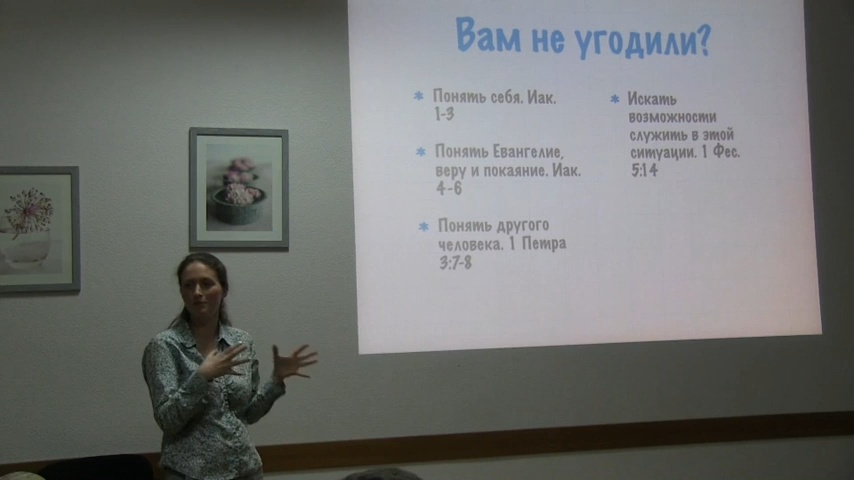 Вам не угодили?
Понять себя. Иак.
1-3
Понять Евангелие,
веру и покаяние. Иак.
4-6
Понять другого
человека. 1 Петра
3:7-8
Искать
возможности
служить в этой
ситуации. 1 Фес.
5:14